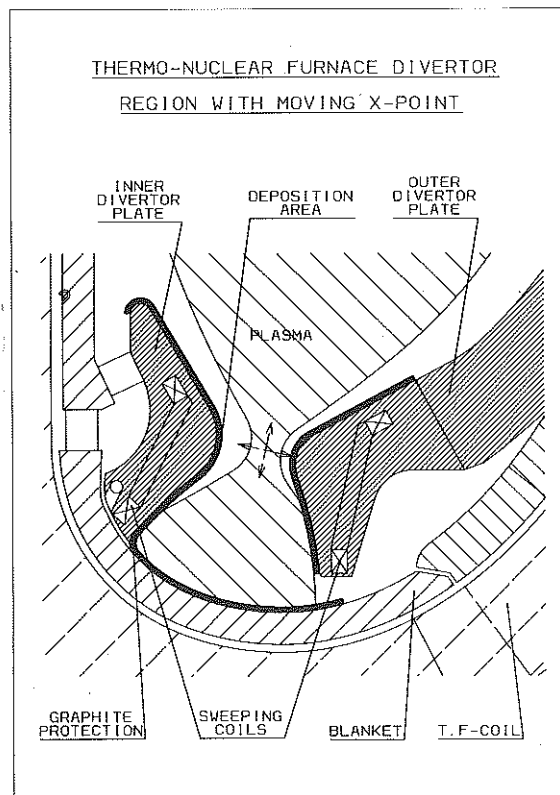 THERMO-NUCLEAR FURNACE DIVERTOR
REGION WITH MOVING X-POINT
INNER
DIVERTOR
PLATE
DEPOSITION
AREA
OUTER
DIVERTOR
PLATE
PLASMA
GRAPHITE
PROTECTION
SWEEPING
COILS
BLANKET
T.F-COIL